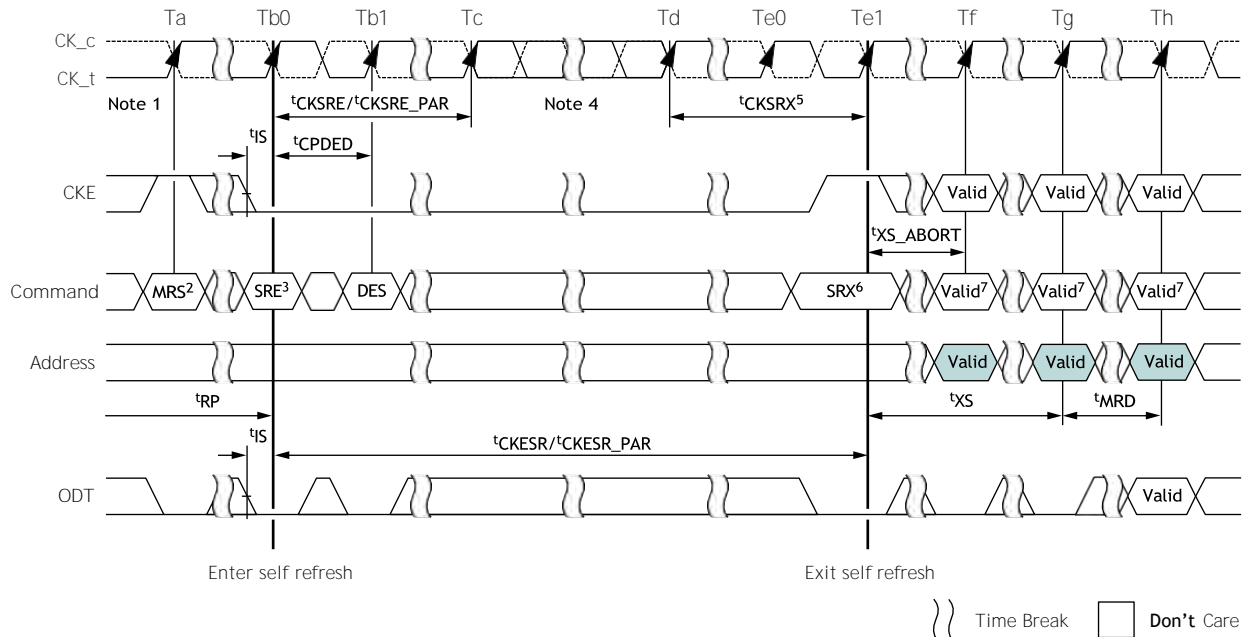 Ta Tb0 Tb1 Tc Td Te0 Te1 Tf Tg Th
CK_c
CK_t
Note 1 tCKSRE/tCKSRE_PAR Note 4 tCKSRX5
tIS tCPDED
CKE Valid Valid Valid
tXS_ABORT
Command MRS2 SRE3 DES SRX6 Valid7 Valid7 Valid7
Address Valid Valid Valid
tRP tXS tMRD
tIS tCKESR/tCKESR_PAR
ODT Valid
Enter self refresh Exit self refresh
Time Break Don't Care